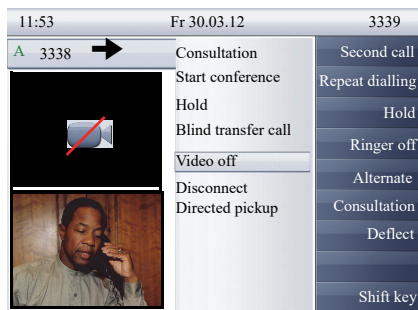 11:53 Fr 30.03.12 3339
A 3338
Consultation
Start conference
Hold
Blind transfer call
Video off
Disconnect
Directed pickup
Second call
Repeat dialling
Hold
Ringer off
Alternate
Consultation
Deflect
Shift key